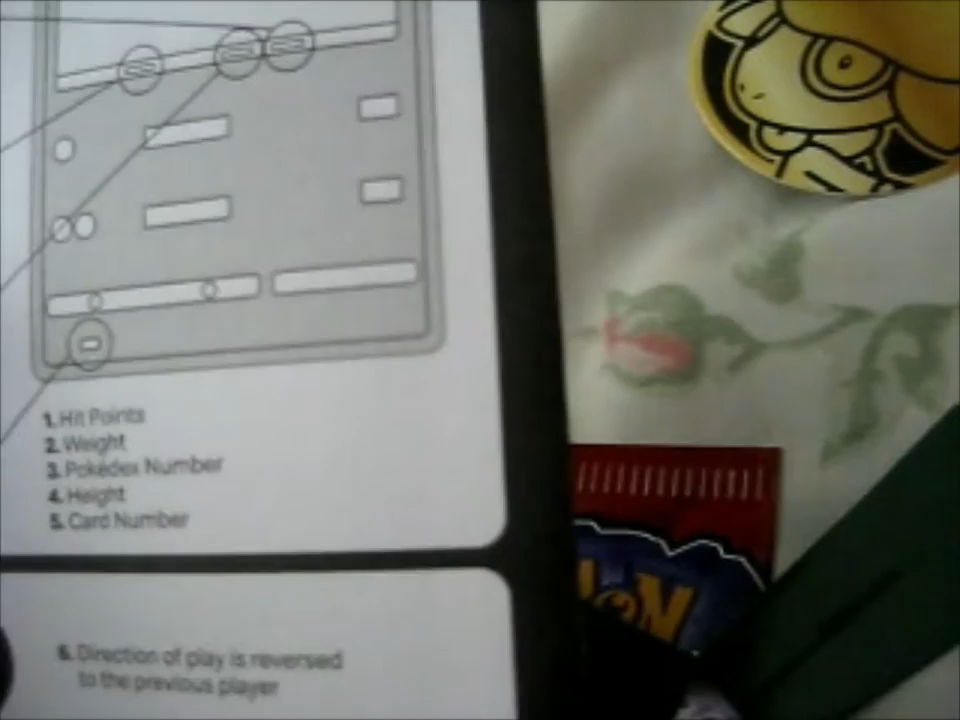 1. Hit Points
2. Weight
3. Pokédex Number
4. Height
5. Card Number
6. Direction of play is reversed
to the previous player